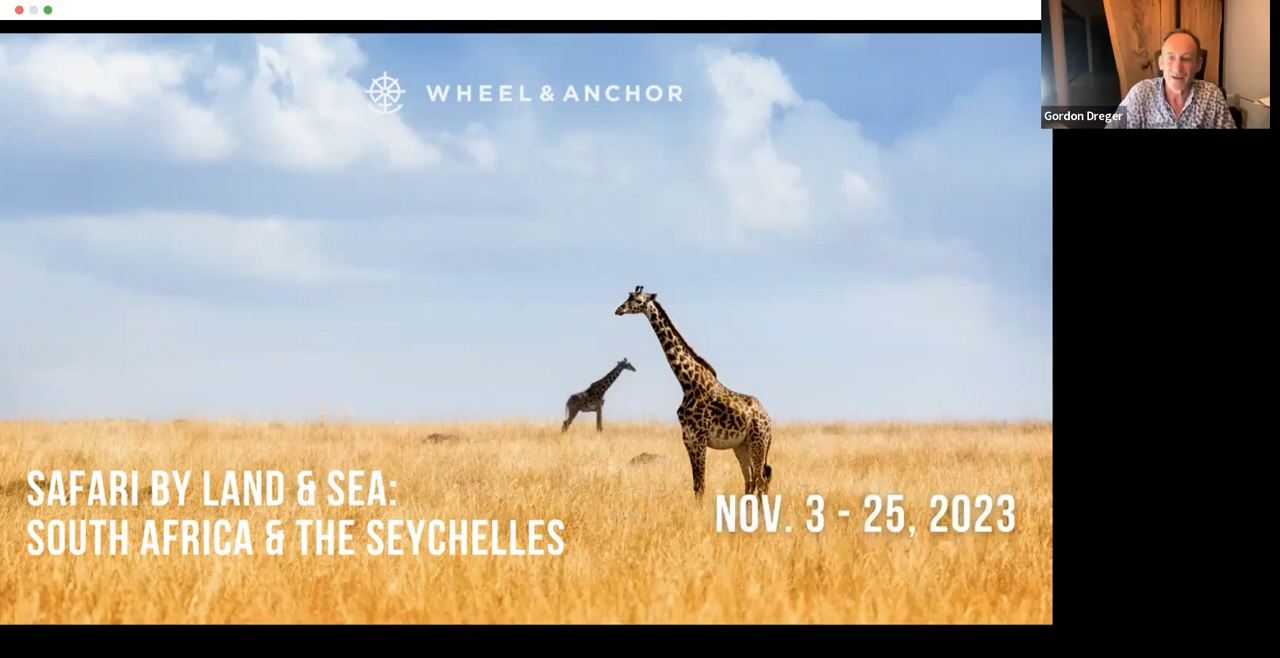 WHEEL & ANCHOR
Gordon Dreger
SAFARI BY LAND & SEA:
SOUTH AFRICA & THE SEYCHELLES
NOV. 3 - 25, 2023